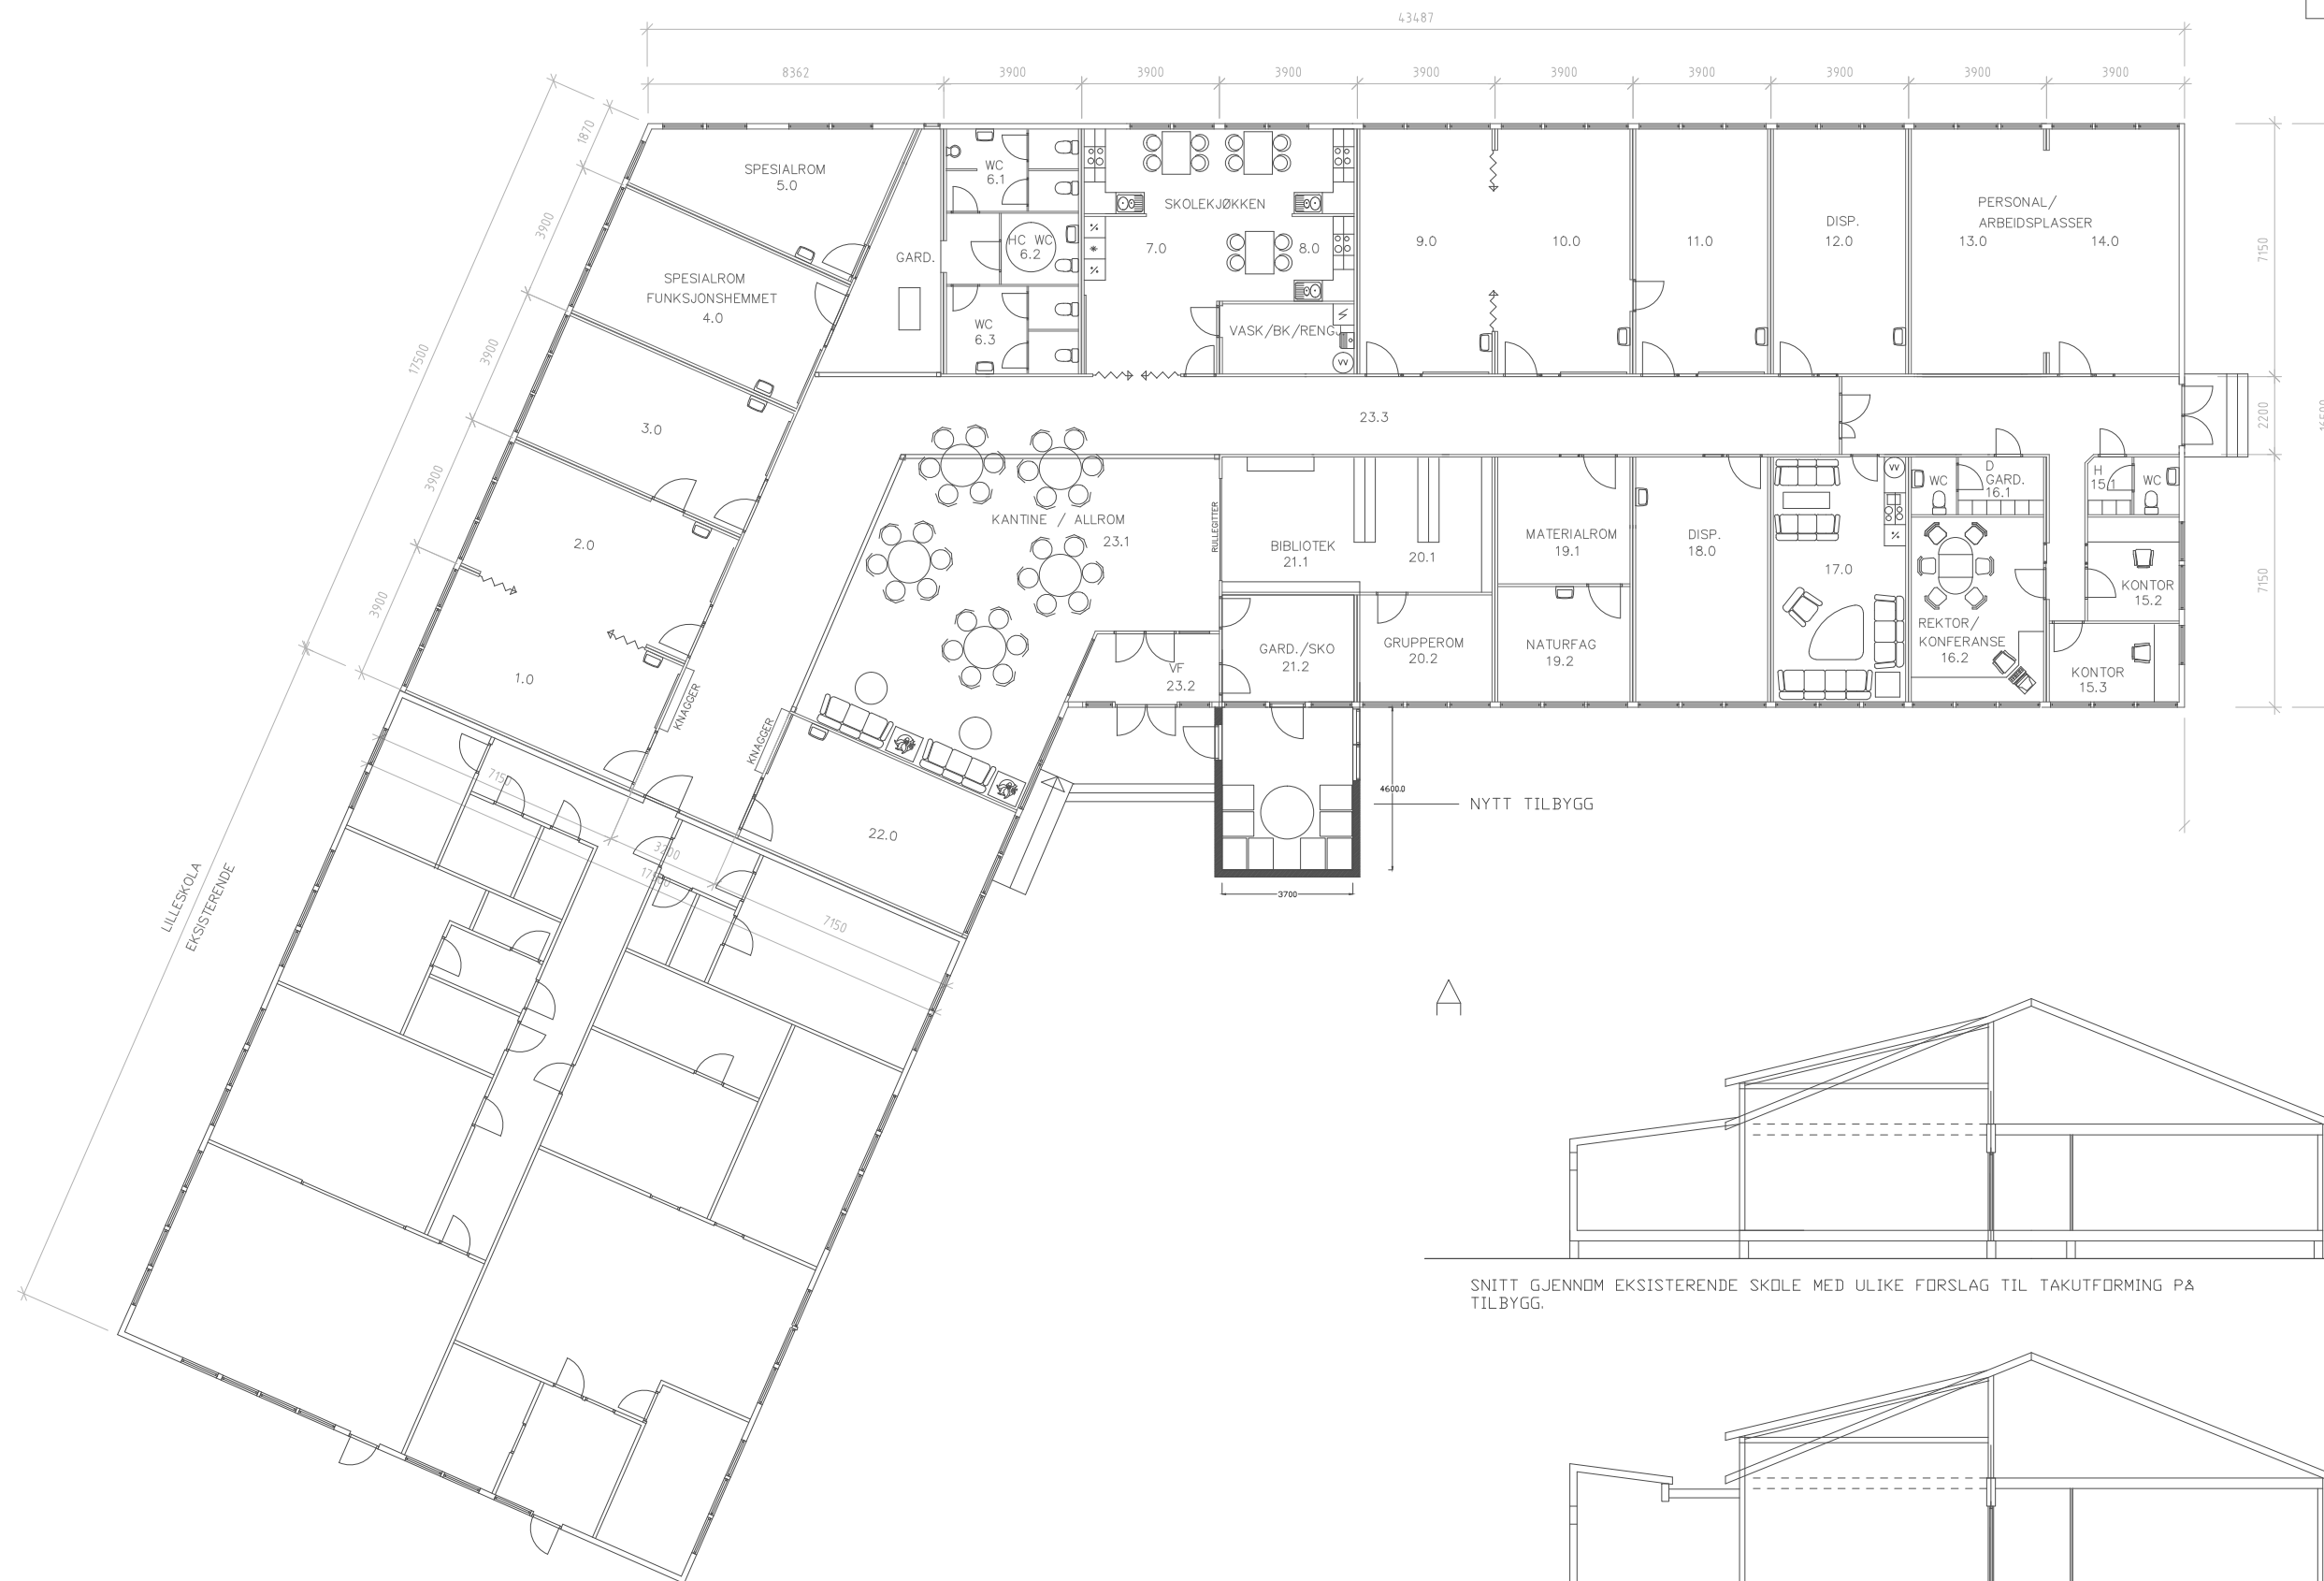 43487
8362
3900
3900
3900
3900
3900
3900
3900
3900
3900
1870
3900
3900
3900
3900
17500
7150
2200
7150
SPESIALROM
5.0
SPESIALROM
FUNKSJONSHEMMET
4.0
3.0
2.0
1.0
GARD.
WC
6.1
HC WC
6.2
WC
6.3
SKOLEKJØKKEN
7.0
8.0
VASK/BK/RENGJ
VV
9.0
10.0
11.0
DISP.
12.0
PERSONAL/
ARBEIDSPLASSER
13.0
14.0
23.3
KANTINE / ALLROM
23.1
RULLEGITTER
BIBLIOTEK
21.1
20.1
MATERIALROM
19.1
DISP.
18.0
17.0
VV
WC
D
GARD.
16.1
H
15.1
WC
KONTOR
15.2
REKTOR/
KONFERANSE
16.2
KONTOR
15.3
GARD./SKO
21.2
GRUPPEROM
20.2
NATURFAG
19.2
VF
23.2
KNAGGER
KNAGGER
22.0
7150
3200
7150
4600.0
3700
NYTT TILBYGG
LILLESKOLA
EKSISTERENDE
A
SNITT GJENNOM EKSISTERENDE SKOLE MED ULIKE FORSLAG TIL TAKUTFORMING PÅ
TILBYGG.